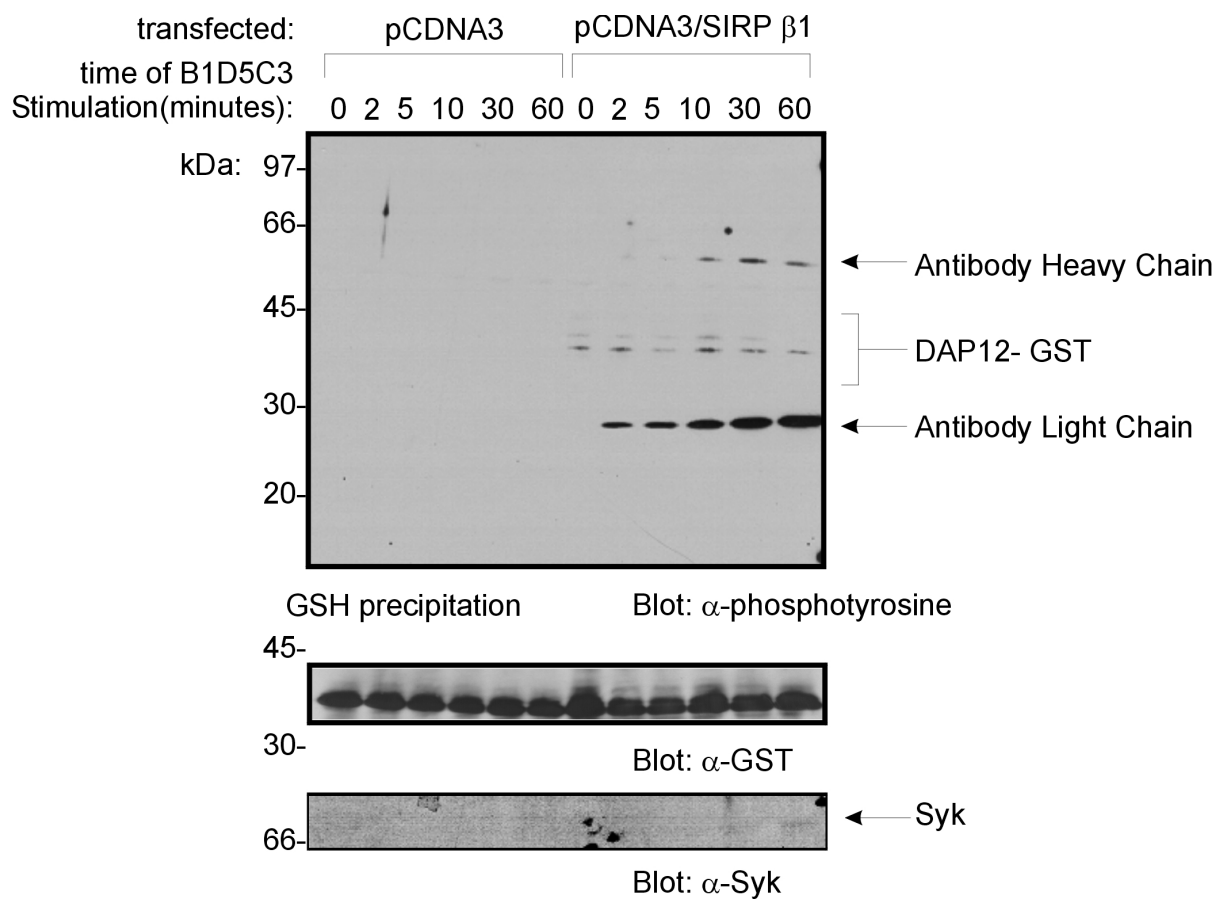 transfected: pCDNA3 pCDNA3/SIRP β1
time of B1D5C3
Stimulation(minutes): 0 2 5 10 30 60 0 2 5 10 30 60
kDa: 97-
66-
Antibody Heavy Chain
45-
DAP12- GST
30-
Antibody Light Chain
20-
GSH precipitation Blot: α-phosphotyrosine
45-
30-
Blot: α-GST
Syk
66-
Blot: α-Syk